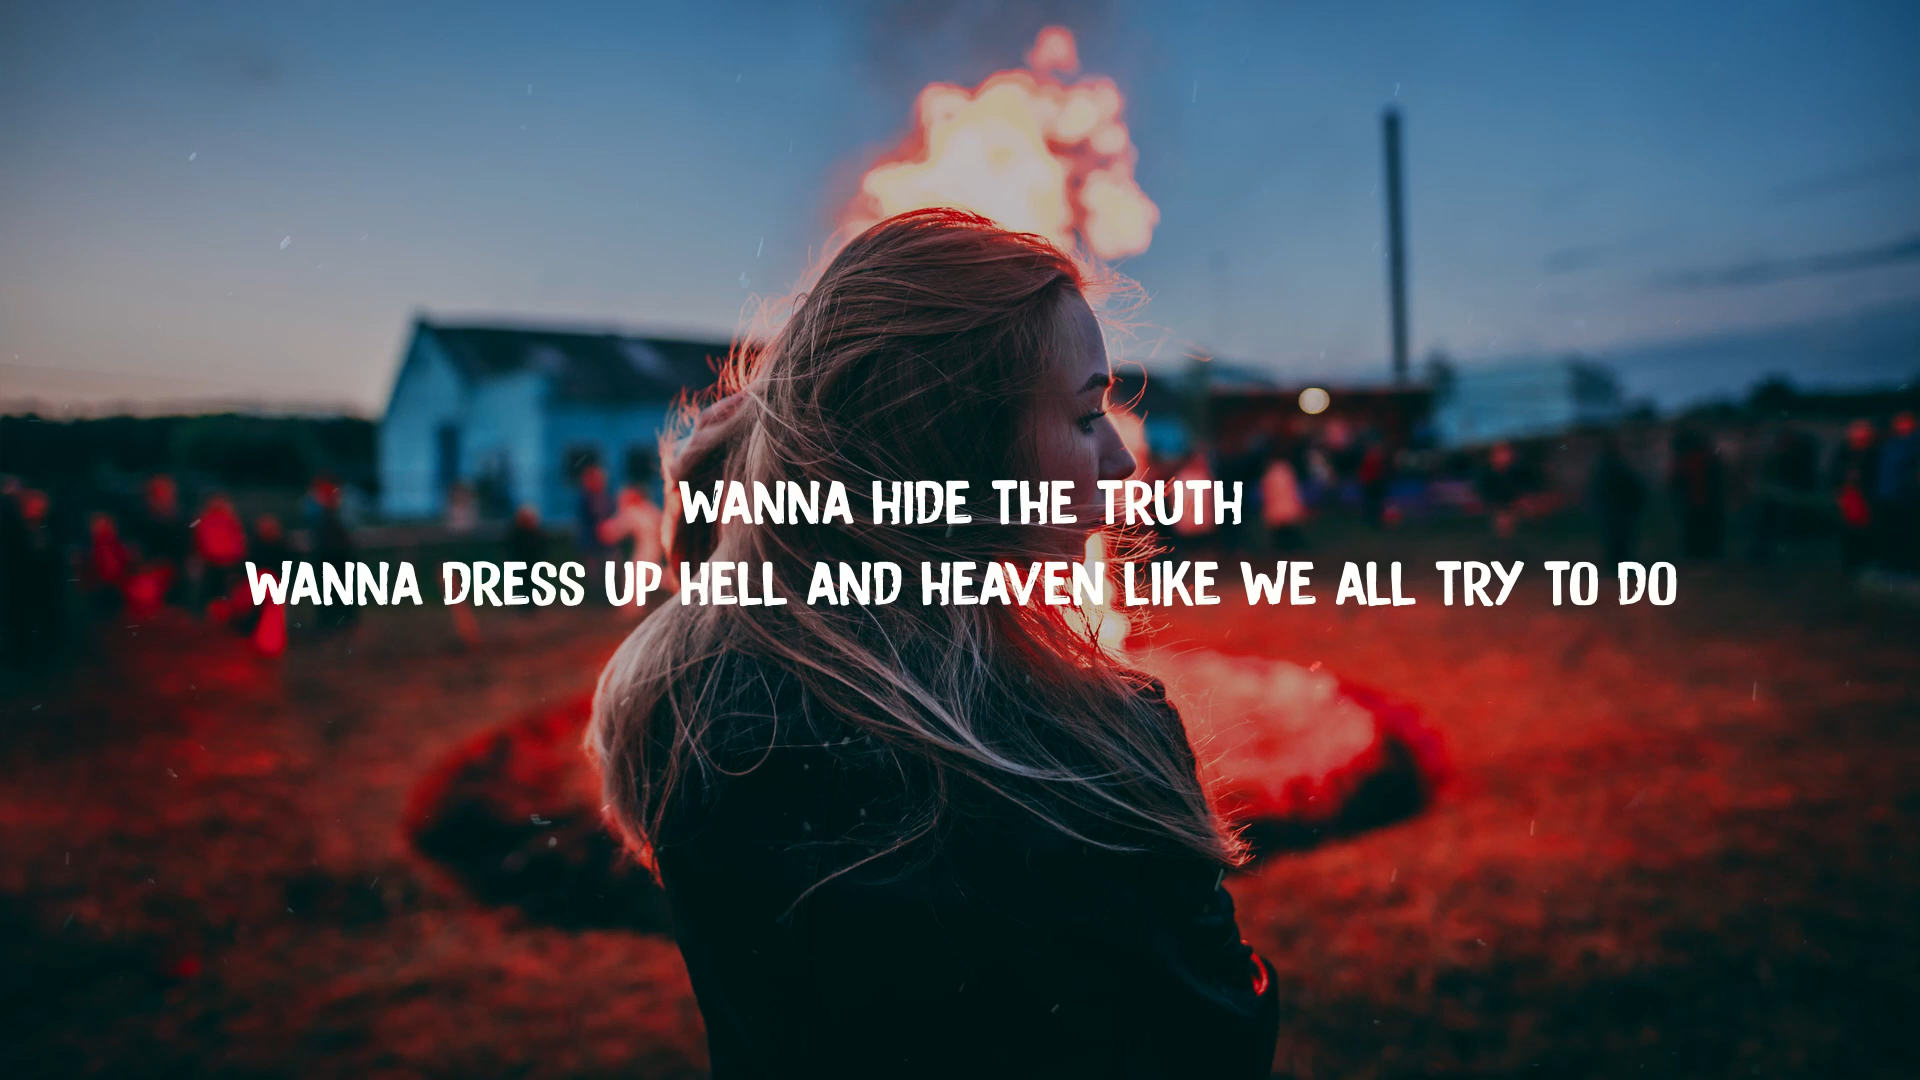 WANNA HIDE THE TRUTH
WANNA DRESS UP HELL AND HEAVEN LIKE WE ALL TRY TO DO